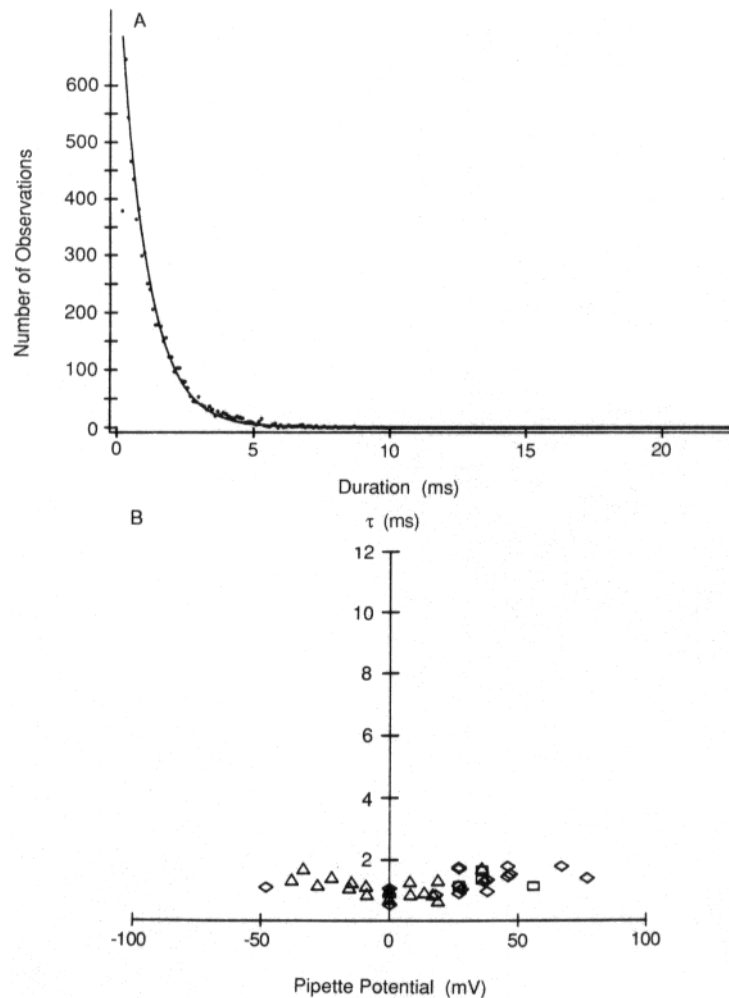 A
600
500
400
300
200
100
0
Number of Observations
0 5 10 15 20
Duration (ms)
B
τ (ms)
12
10
8
6
4
2
-100 -50 0 50 100
Pipette Potential (mV)